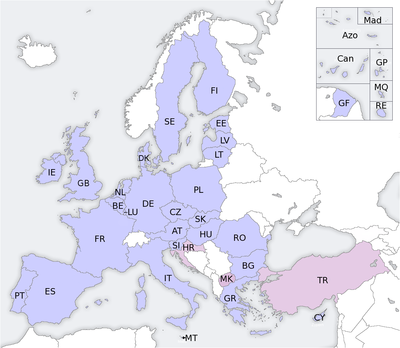 Mad
Azo
Can
GP
MQ
GF
RE
FI
SE
EE
LV
DK
LT
IE
GB
NL
PL
BE
DE
LU
CZ
SK
FR
AT
HU
RO
SI
HR
BG
IT
MK
TR
PT
ES
GR
CY
MT